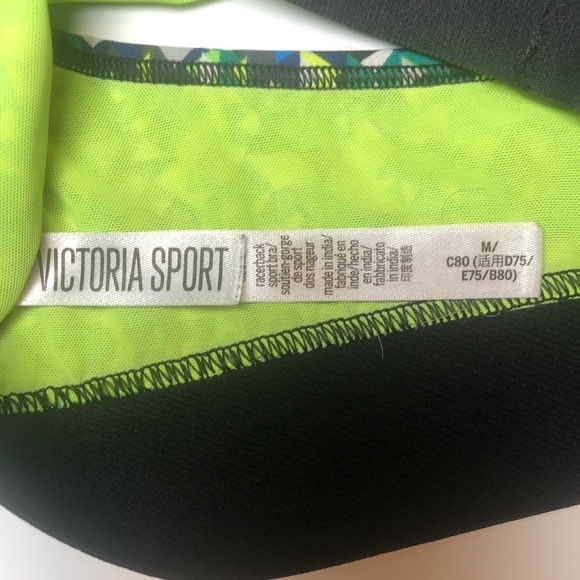 VICTORIA SPORT
racerback
sport bra/
soutien-gorge
de sport
dos nageur
made in india/
fabriqué en
inde/hecho
en india/
fabbricato
in india/
印度制造
M/
C80 (适用D75/
E75/B80)